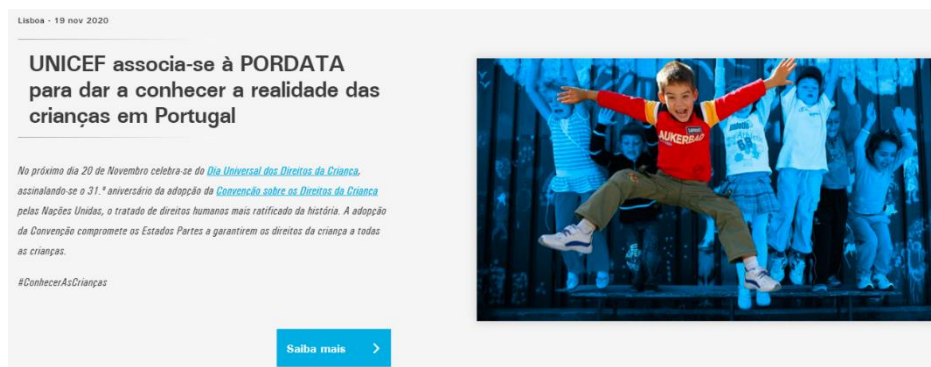 Lisboa - 19 nov 2020
UNICEF associa-se à PORDATA
para dar a conhecer a realidade das
crianças em Portugal
No próximo dia 20 de Novembro celebra-se do Dia Universal dos Direitos da Criança,
assinalando-se o 31.º aniversário da adopção da Convenção sobre os Direitos da Criança
pelas Nações Unidas, o tratado de direitos humanos mais ratificado da história. A adopção
da Convenção compromete os Estados Partes a garantirem os direitos da criança a todas
as crianças.
#ConhecerAsCrianças
Saiba mais